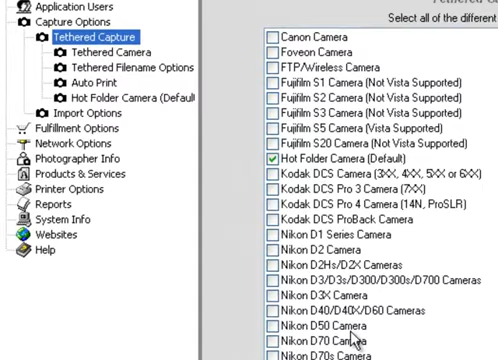 Application Users
Capture Options
Tethered Capture
Tethered Camera
Tethered Filename Options
Auto Print
Hot Folder Camera (Defaul
Import Options
Fulfillment Options
Network Options
Photographer Info
Products & Services
Printer Options
Reports
System Info
Websites
Help
Select all of the different
Canon Camera
Foveon Camera
FTP/Wireless Camera
Fujifilm S1 Camera (Not Vista Supported)
Fujifilm S2 Camera (Not Vista Supported)
Fujifilm S3 Camera (Not Vista Supported)
Fujifilm S5 Camera (Vista Supported)
Fujifilm S20 Camera (Not Vista Supported)
Hot Folder Camera (Default)
Kodak DCS Camera (3XX, 4XX, 5XX or 6XX)
Kodak DCS Pro 3 Camera (7XX)
Kodak DCS Pro 4 Camera (14N, ProSLR)
Kodak DCS ProBack Camera
Nikon D1 Series Camera
Nikon D2 Camera
Nikon D2Hs/D2X Cameras
Nikon D3/D3s/D300/D300s/D700 Cameras
Nikon D3X Camera
Nikon D40/D40X/D60 Cameras
Nikon D50 Camera
Nikon D70 Camera
Nikon D70s Camera